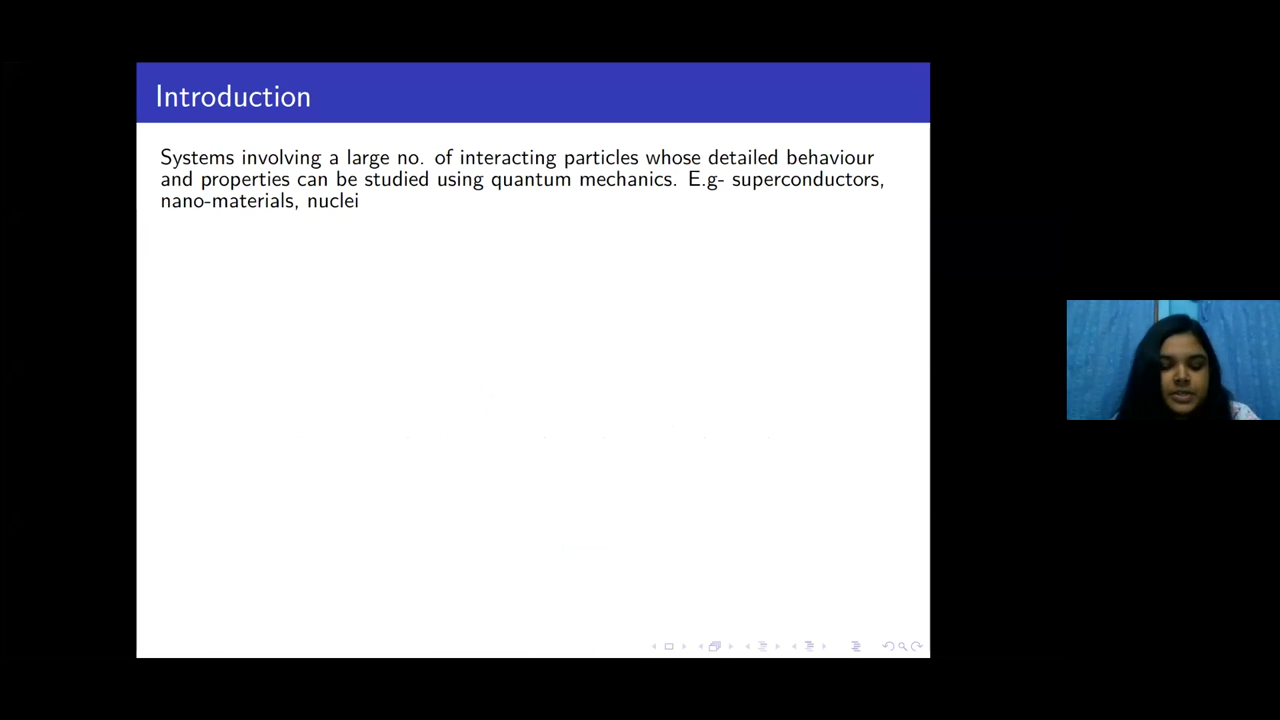 Introduction
Systems involving a large no. of interacting particles whose detailed behaviour
and properties can be studied using quantum mechanics. E.g- superconductors,
nano-materials, nuclei